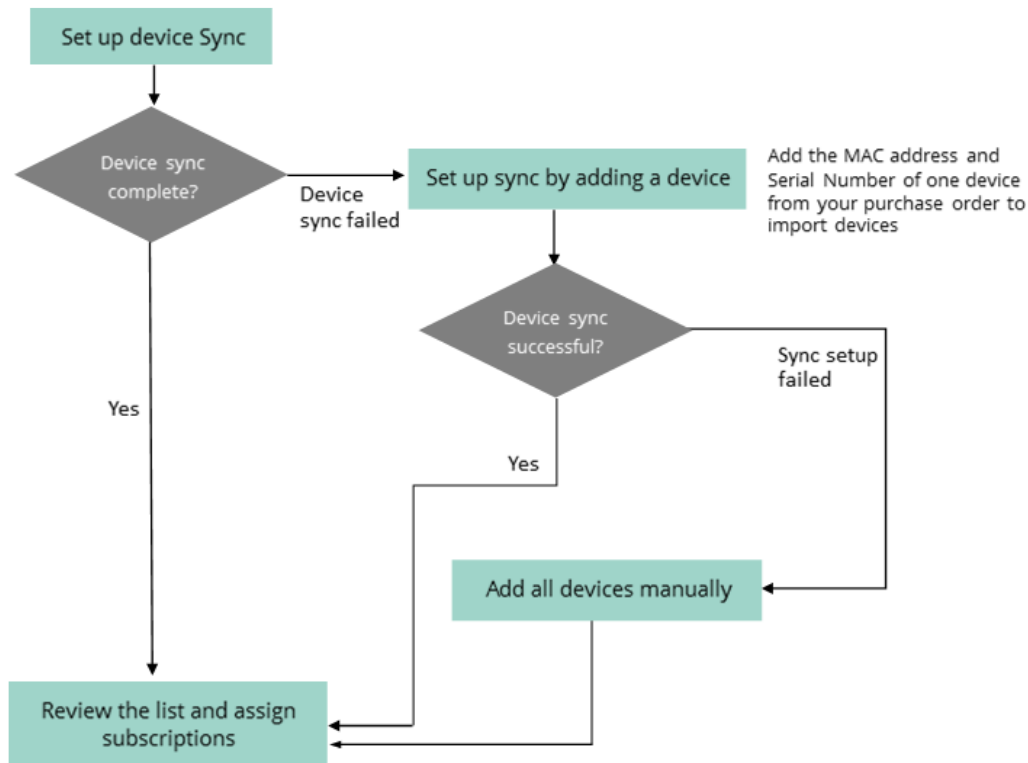 Set up device Sync
Device sync
complete?
Device
sync failed
Set up sync by adding a device
Add the MAC address and
Serial Number of one device
from your purchase order to
import devices
Device sync
successful?
Sync setup
failed
Yes
Yes
Add all devices manually
Review the list and assign
subscriptions